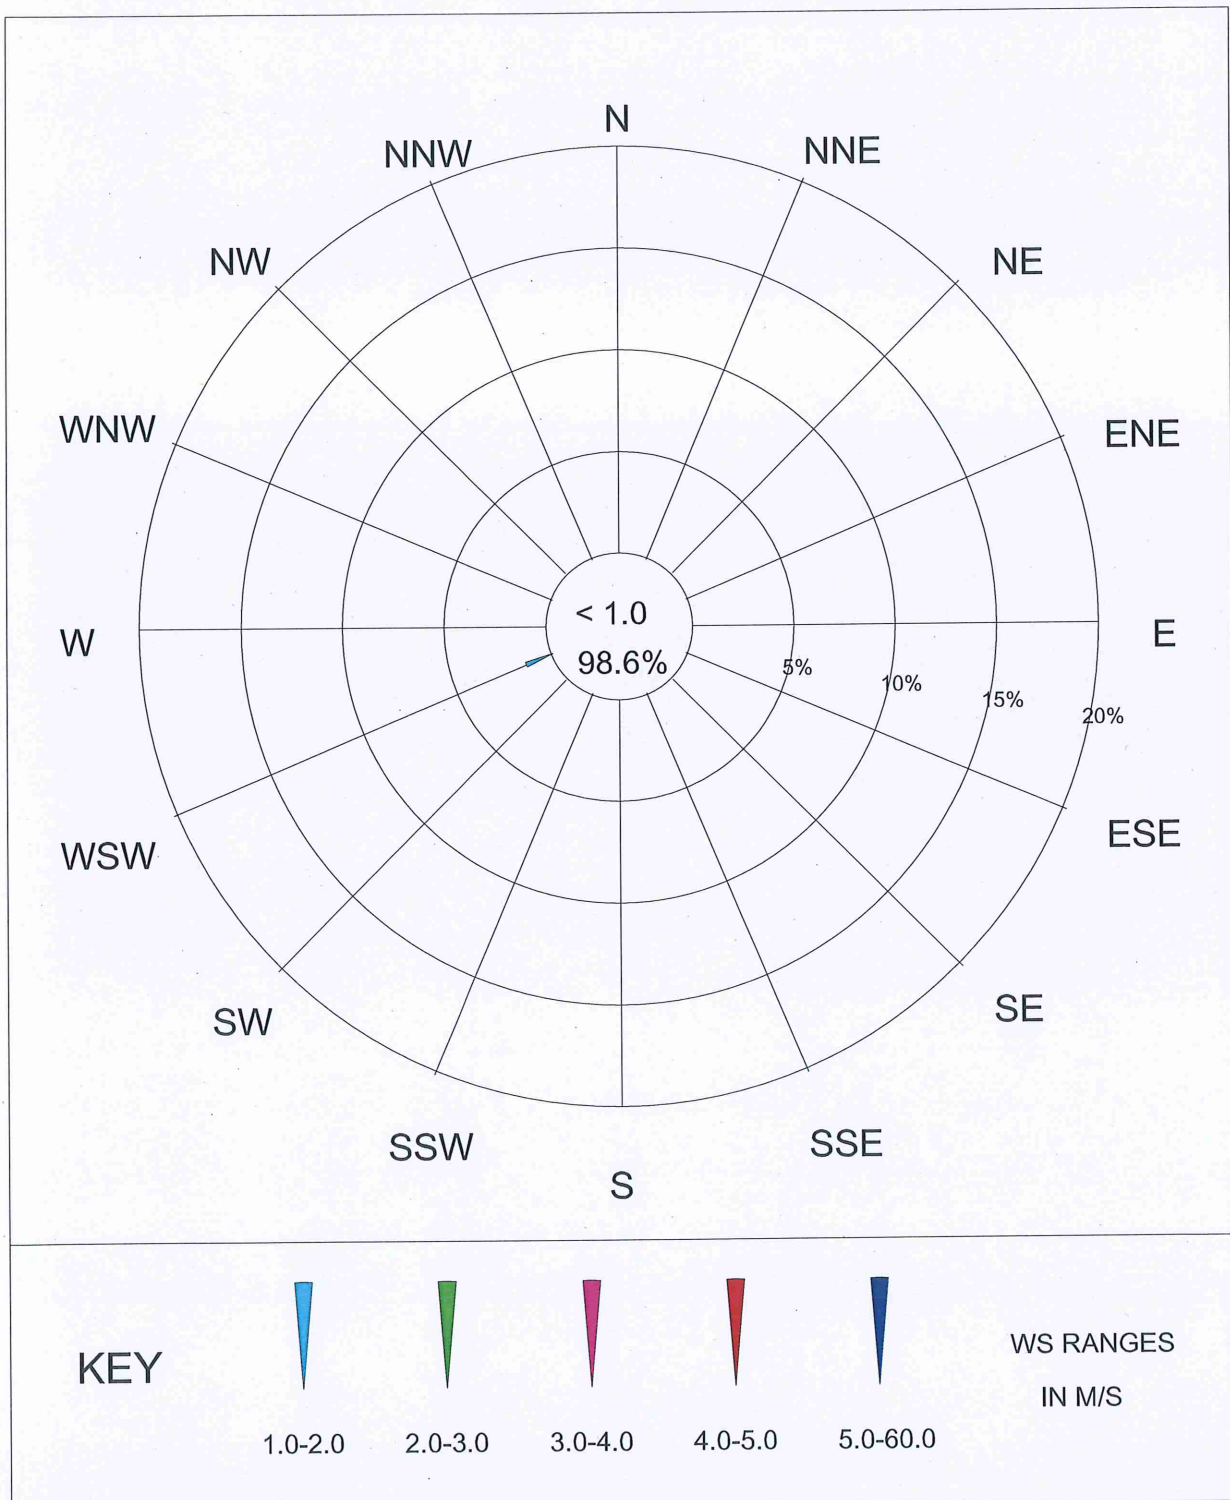 N
NNW
NNE
NW
NE
WNW
ENE
< 1.0
W
E
98.6%
5%
10%
15%
20%
WSW
ESE
SW
SE
SSW
SSE
S
KEY
WS RANGES
IN M/S
1.0-2.0
2.0-3.0
3.0-4.0
4.0-5.0
5.0-60.0